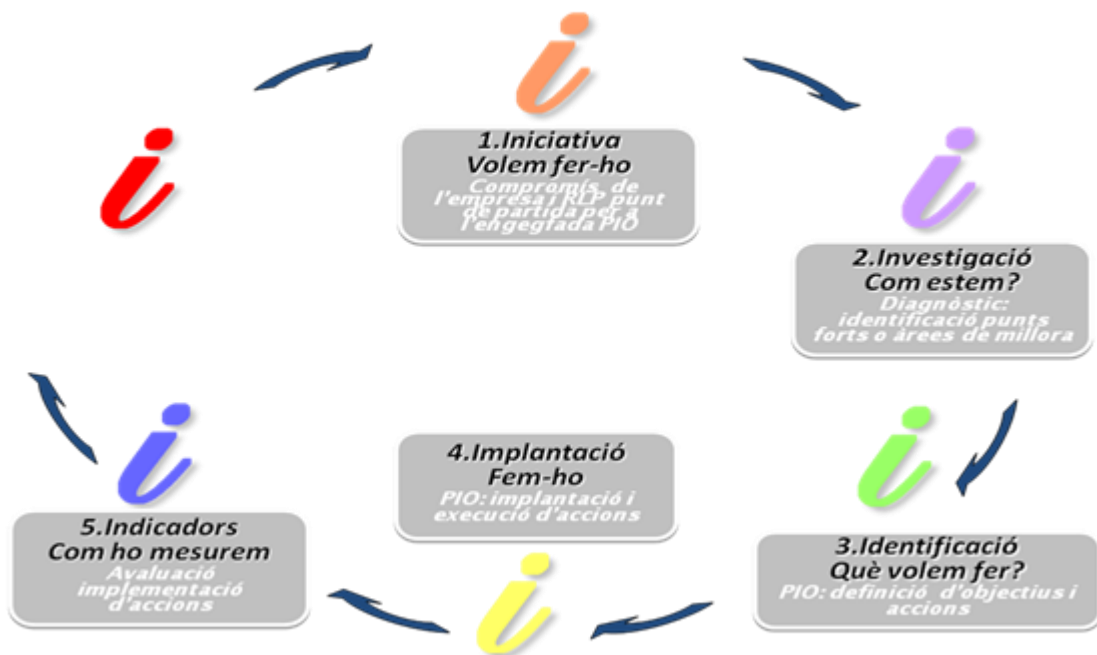 1.Iniciativa
Volem fer-ho
Compromís de
l'empresa i RLP punt
de partida per a
l'engegfada PIO
2.Investigació
Com estem?
Diagnòstic:
identificació punts
forts o àrees de millora
3.Identificació
Què volem fer?
PIO: definició d'objectius i
accions
4.Implantació
Fem-ho
PIO: implantació i
execució d'accions
5.Indicadors
Com ho mesurem
Avaluació
implementació
d'accions